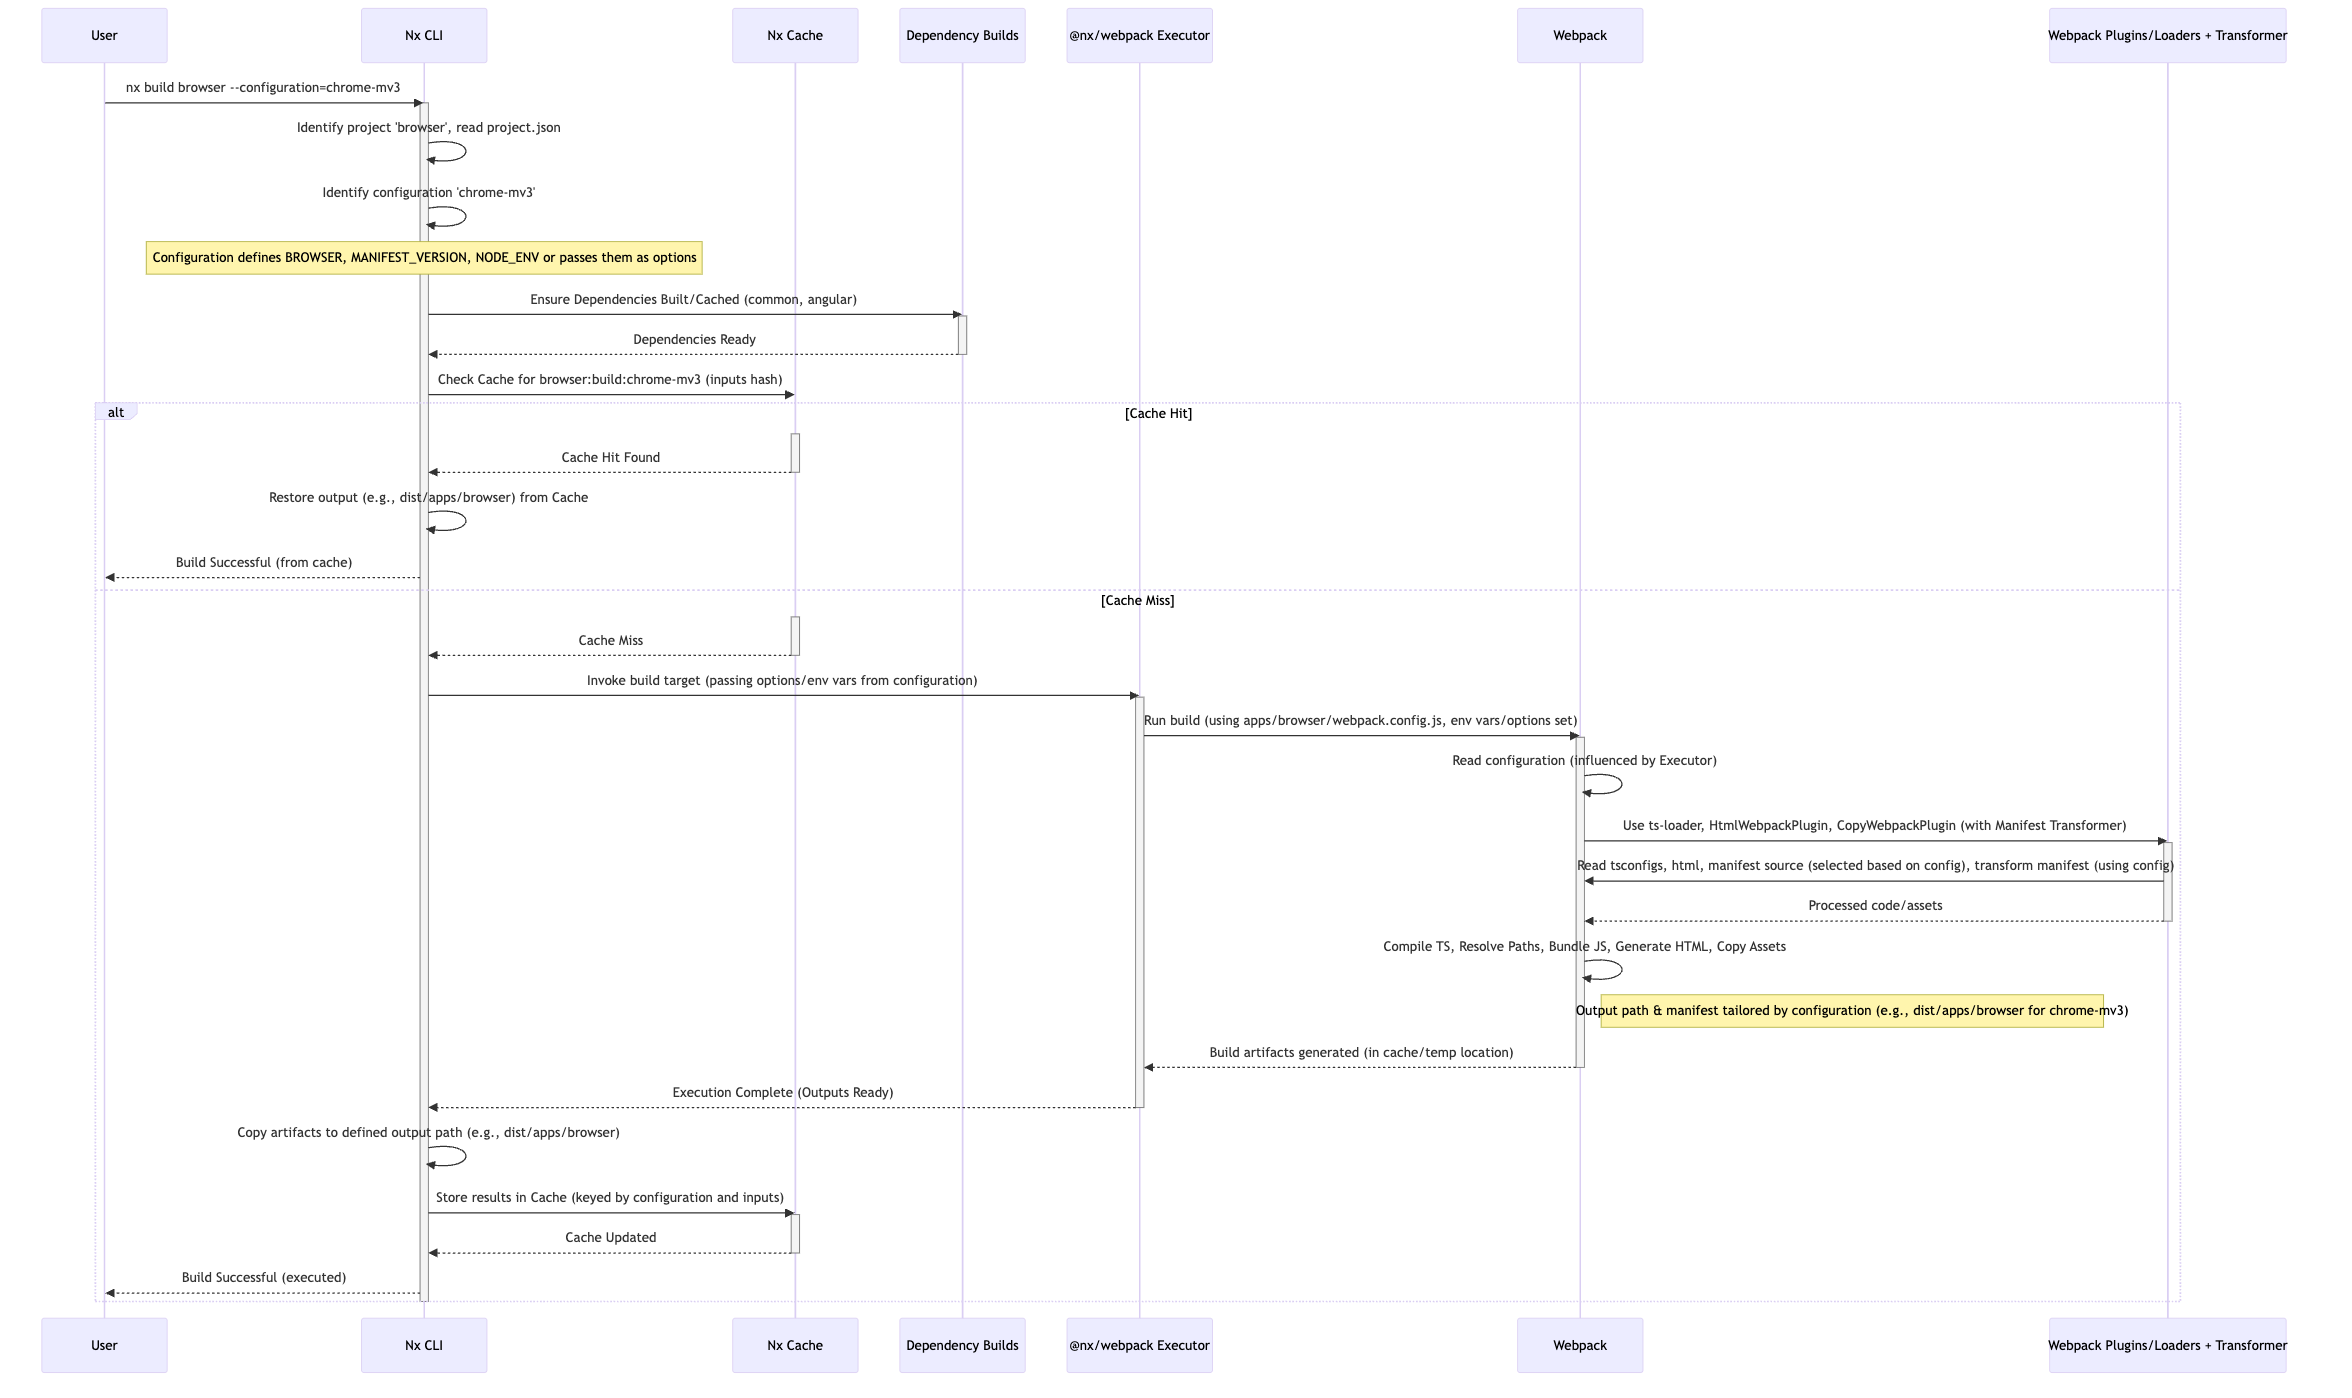 User
Nx CLI
Nx Cache
Dependency Builds
@nx/webpack Executor
Webpack
Webpack Plugins/Loaders + Transformer
nx build browser --configuration=chrome-mv3
Identify project 'browser', read project.json
Identify configuration 'chrome-mv3'
Configuration defines BROWSER, MANIFEST_VERSION, NODE_ENV or passes them as options
Ensure Dependencies Built/Cached (common, angular)
Dependencies Ready
Check Cache for browser:build:chrome-mv3 (inputs hash)
alt
[Cache Hit]
Cache Hit Found
Restore output (e.g., dist/apps/browser) from Cache
Build Successful (from cache)
[Cache Miss]
Cache Miss
Invoke build target (passing options/env vars from configuration)
Run build (using apps/browser/webpack.config.js, env vars/options set)
Read configuration (influenced by Executor)
Use ts-loader, HtmlWebpackPlugin, CopyWebpackPlugin (with Manifest Transformer)
Read tsconfigs, html, manifest source (selected based on config), transform manifest (using config)
Processed code/assets
Compile TS, Resolve Paths, Bundle JS, Generate HTML, Copy Assets
Output path & manifest tailored by configuration (e.g., dist/apps/browser for chrome-mv3)
Build artifacts generated (in cache/temp location)
Execution Complete (Outputs Ready)
Copy artifacts to defined output path (e.g., dist/apps/browser)
Store results in Cache (keyed by configuration and inputs)
Cache Updated
Build Successful (executed)
User
Nx CLI
Nx Cache
Dependency Builds
@nx/webpack Executor
Webpack
Webpack Plugins/Loaders + Transformer